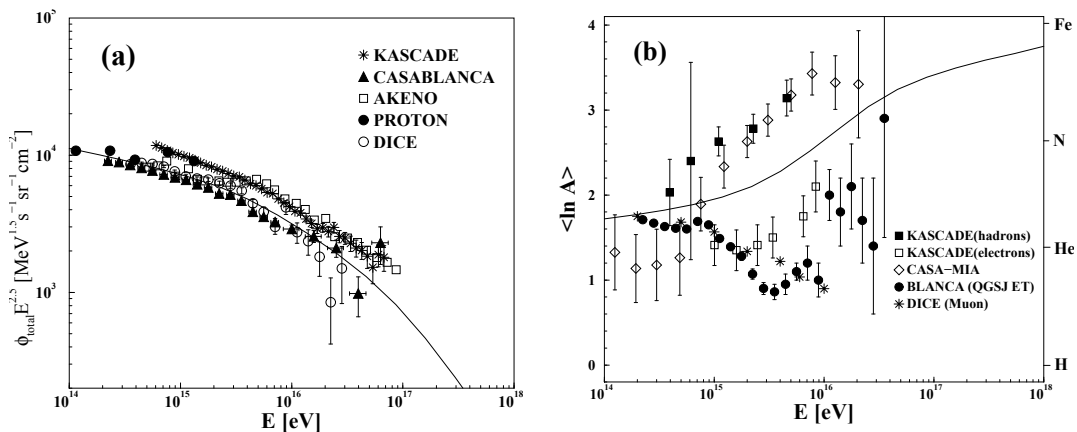 (a)
10^5
10^4
10^3
ϕ_total E^2.5 [MeV^1.5 s^-1 sr^-1 cm^-2]
KASCADE
CASABLANCA
AKENO
PROTON
DICE
10^14 10^15 10^16 10^17 10^18
E [eV]
(b)
4
3
2
1
0
<ln A>
Fe
N
He
H
KASCADE(hadrons)
KASCADE(electrons)
CASA−MIA
BLANCA (QGSJ ET)
DICE (Muon)
10^14 10^15 10^16 10^17 10^18
E [eV]